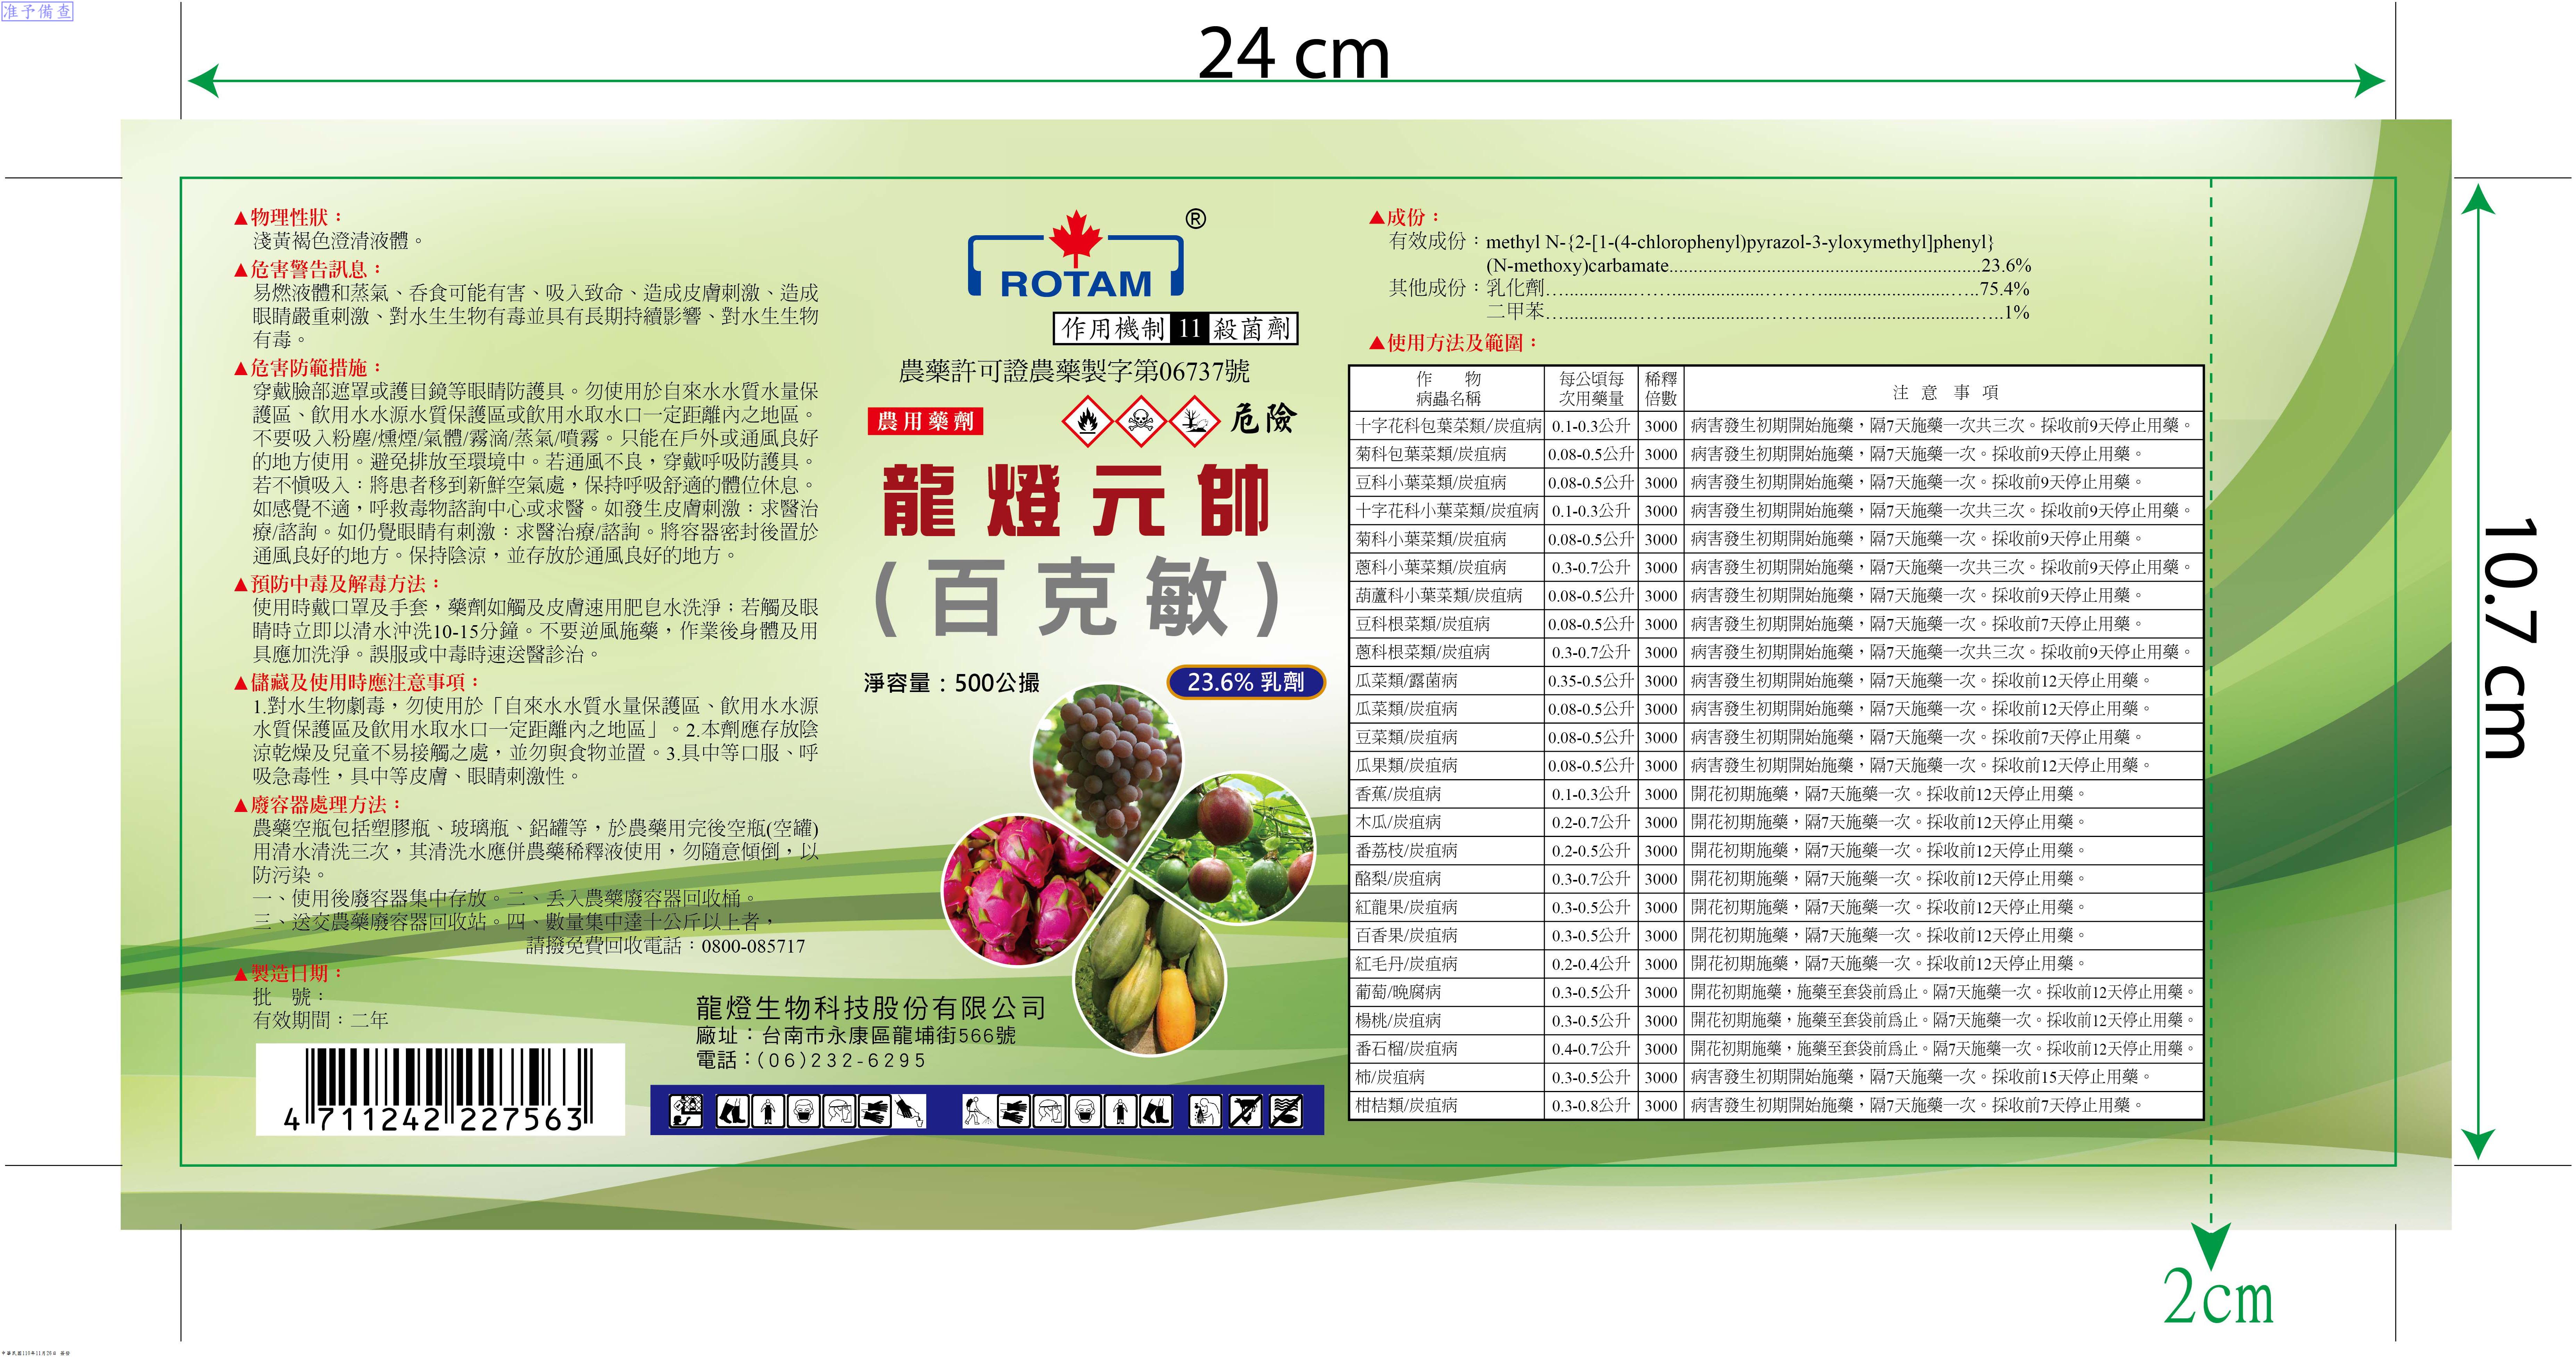 准予備查
24 cm
▲物理性狀：
淺黃褐色澄清液體。
▲危害警告訊息：
易燃液體和蒸氣、吞食可能有害、吸入致命、造成皮膚刺激、造成
眼睛嚴重刺激、對水生生物有毒並具有長期持續影響、對水生生物
有毒。
▲危害防範措施：
穿戴臉部遮罩或護目鏡等眼睛防護具。勿使用於自來水水質水量保
護區、飲用水水源水質保護區或飲用水取水口一定距離內之地區。
不要吸入粉塵/燻煙/氣體/霧滴/蒸氣/噴霧。只能在戶外或通風良好
的地方使用。避免排放至環境中。若通風不良，穿戴呼吸防護具。
若不慎吸入：將患者移到新鮮空氣處，保持呼吸舒適的體位休息。
如感覺不適，呼救毒物諮詢中心或求醫。如發生皮膚刺激：求醫治
療/諮詢。如仍覺眼睛有刺激：求醫治療/諮詢。將容器密封後置於
通風良好的地方。保持陰涼，並存放於通風良好的地方。
▲預防中毒及解毒方法：
使用時戴口罩及手套，藥劑如觸及皮膚速用肥皂水洗淨；若觸及眼
睛時立即以清水沖洗10-15分鐘。不要逆風施藥，作業後身體及用
具應加洗淨。誤服或中毒時速送醫診治。
▲儲藏及使用時應注意事項：
1.對水生物劇毒，勿使用於「自來水水質水量保護區、飲用水水源
水質保護區及飲用水取水口一定距離內之地區」。2.本劑應存放陰
涼乾燥及兒童不易接觸之處，並勿與食物並置。3.具中等口服、呼
吸急毒性，具中等皮膚、眼睛刺激性。
▲廢容器處理方法：
農藥空瓶包括塑膠瓶、玻璃瓶、鋁罐等，於農藥用完後空瓶(空罐)
用清水清洗三次，其清洗水應併農藥稀釋液使用，勿隨意傾倒，以
防污染。
一、使用後廢容器集中存放。二、丟入農藥廢容器回收桶。
三、送交農藥廢容器回收站。四、數量集中達十公斤以上者，
請撥免費回收電話：0800-085717
▲製造日期：
批　號：
有效期間：二年
4 711242 227563
®
ROTAM
作用機制 11 殺菌劑
農藥許可證農藥製字第06737號
農用藥劑
危險
龍燈元帥
(百克敏)
淨容量：500公撮
23.6% 乳劑
龍燈生物科技股份有限公司
廠址：台南市永康區龍埔街566號
電話：(06)232-6295
▲成份：
有效成份：methyl N-{2-[1-(4-chlorophenyl)pyrazol-3-yloxymethyl]phenyl}
(N-methoxy)carbamate............23.6%
其他成份：乳化劑............75.4%
二甲苯............1%
▲使用方法及範圍：
作　物 病蟲名稱 每公頃每次用藥量 稀釋倍數 注意事項
十字花科包葉菜類/炭疽病 0.1-0.3公升 3000 病害發生初期開始施藥，隔7天施藥一次共三次。採收前9天停止用藥。
菊科包葉菜類/炭疽病 0.08-0.5公升 3000 病害發生初期開始施藥，隔7天施藥一次。採收前9天停止用藥。
豆科小葉菜類/炭疽病 0.08-0.5公升 3000 病害發生初期開始施藥，隔7天施藥一次。採收前9天停止用藥。
十字花科小葉菜類/炭疽病 0.1-0.3公升 3000 病害發生初期開始施藥，隔7天施藥一次共三次。採收前9天停止用藥。
菊科小葉菜類/炭疽病 0.08-0.5公升 3000 病害發生初期開始施藥，隔7天施藥一次。採收前9天停止用藥。
蔥科小葉菜類/炭疽病 0.3-0.7公升 3000 病害發生初期開始施藥，隔7天施藥一次共三次。採收前9天停止用藥。
葫蘆科小葉菜類/炭疽病 0.08-0.5公升 3000 病害發生初期開始施藥，隔7天施藥一次。採收前9天停止用藥。
豆科根菜類/炭疽病 0.08-0.5公升 3000 病害發生初期開始施藥，隔7天施藥一次。採收前7天停止用藥。
蔥科根菜類/炭疽病 0.3-0.7公升 3000 病害發生初期開始施藥，隔7天施藥一次共三次。採收前9天停止用藥。
瓜菜類/露菌病 0.35-0.5公升 3000 病害發生初期開始施藥，隔7天施藥一次。採收前12天停止用藥。
瓜菜類/炭疽病 0.08-0.5公升 3000 病害發生初期開始施藥，隔7天施藥一次。採收前12天停止用藥。
豆菜類/炭疽病 0.08-0.5公升 3000 病害發生初期開始施藥，隔7天施藥一次。採收前7天停止用藥。
瓜果類/炭疽病 0.08-0.5公升 3000 病害發生初期開始施藥，隔7天施藥一次。採收前12天停止用藥。
香蕉/炭疽病 0.1-0.3公升 3000 開花初期施藥，隔7天施藥一次。採收前12天停止用藥。
木瓜/炭疽病 0.2-0.7公升 3000 開花初期施藥，隔7天施藥一次。採收前12天停止用藥。
番荔枝/炭疽病 0.2-0.5公升 3000 開花初期施藥，隔7天施藥一次。採收前12天停止用藥。
酪梨/炭疽病 0.3-0.7公升 3000 開花初期施藥，隔7天施藥一次。採收前12天停止用藥。
紅龍果/炭疽病 0.3-0.5公升 3000 開花初期施藥，隔7天施藥一次。採收前12天停止用藥。
百香果/炭疽病 0.3-0.5公升 3000 開花初期施藥，隔7天施藥一次。採收前12天停止用藥。
紅毛丹/炭疽病 0.2-0.4公升 3000 開花初期施藥，隔7天施藥一次。採收前12天停止用藥。
葡萄/晚腐病 0.3-0.5公升 3000 開花初期施藥，施藥至套袋前為止。隔7天施藥一次。採收前12天停止用藥。
楊桃/炭疽病 0.3-0.5公升 3000 開花初期施藥，施藥至套袋前為止。隔7天施藥一次。採收前12天停止用藥。
番石榴/炭疽病 0.4-0.7公升 3000 開花初期施藥，施藥至套袋前為止。隔7天施藥一次。採收前12天停止用藥。
柿/炭疽病 0.3-0.5公升 3000 病害發生初期開始施藥，隔7天施藥一次。採收前15天停止用藥。
柑桔類/炭疽病 0.3-0.8公升 3000 病害發生初期開始施藥，隔7天施藥一次。採收前7天停止用藥。
10.7 cm
2cm